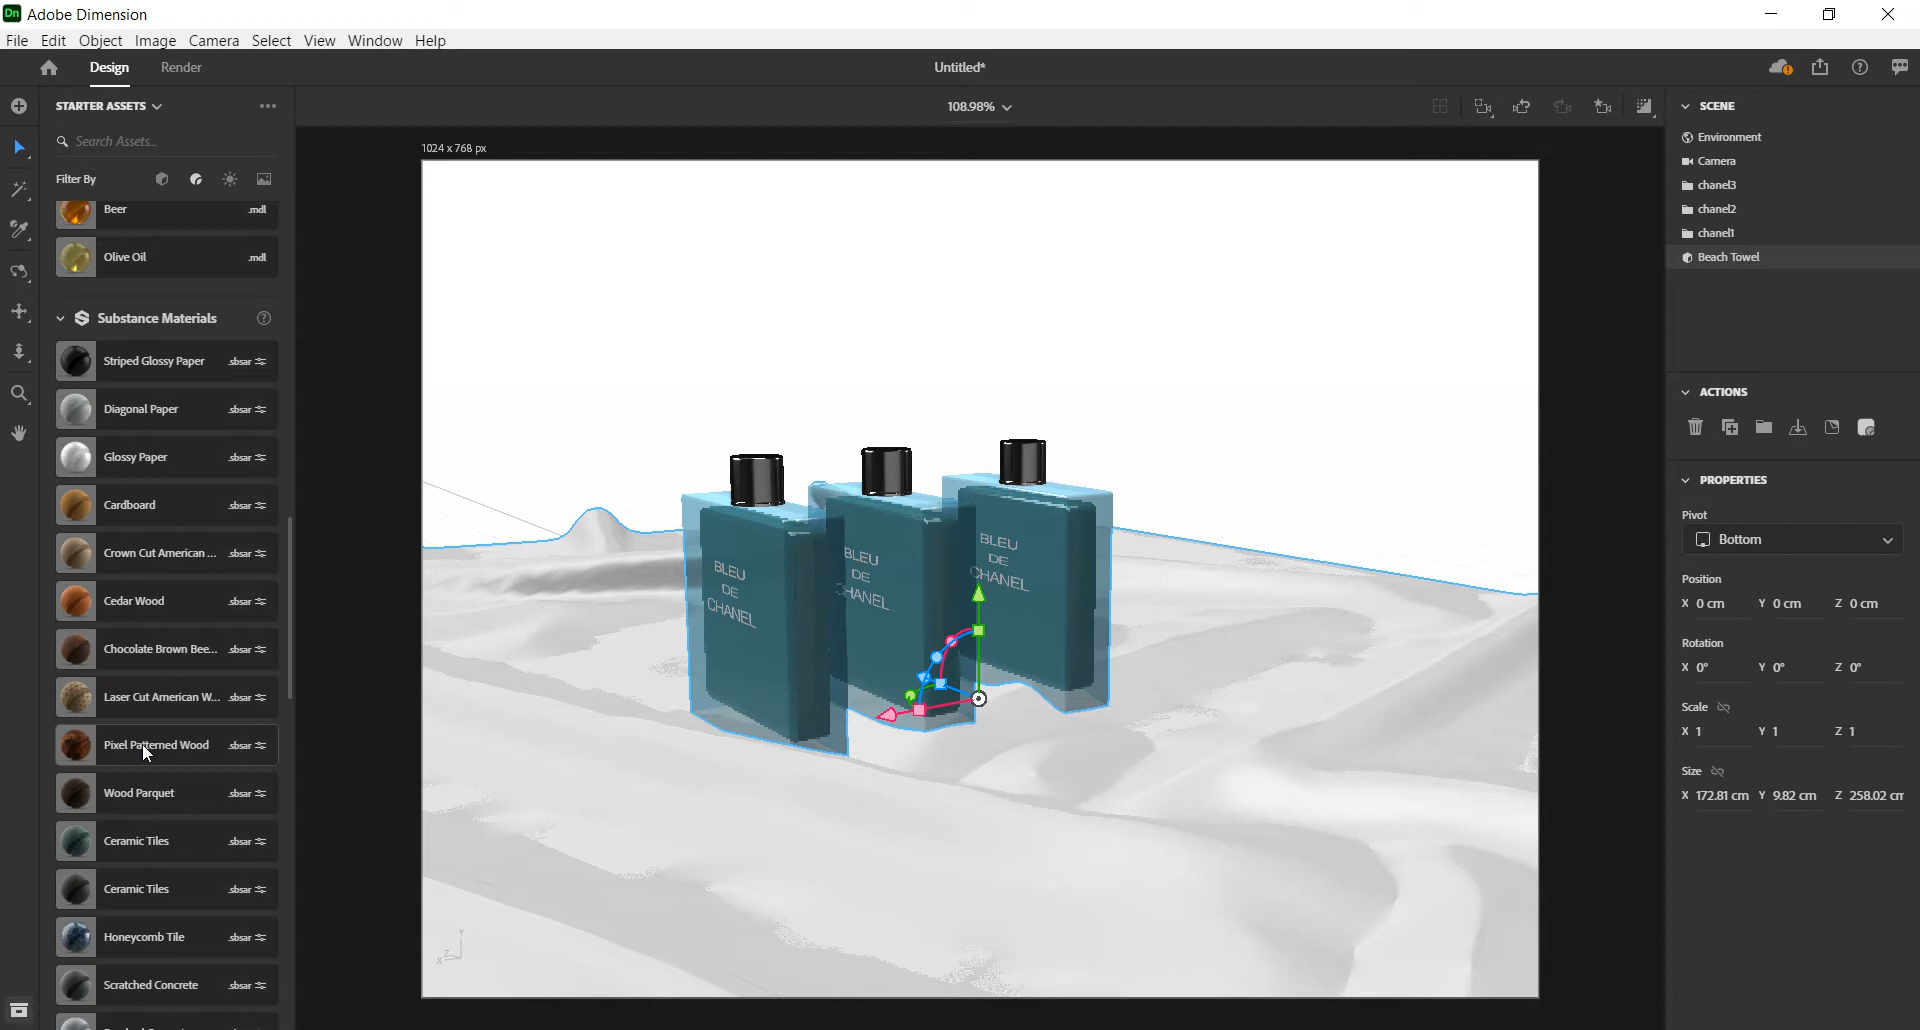 Dn Adobe Dimension
File Edit Object Image Camera Select View Window Help
Design Render Untitled*
STARTER ASSETS
108.98%
Search Assets...
Filter By
Beer .mdl
Olive Oil .mdl
Substance Materials
Striped Glossy Paper .sbsar
Diagonal Paper .sbsar
Glossy Paper .sbsar
Cardboard .sbsar
Crown Cut American ... .sbsar
Cedar Wood .sbsar
Chocolate Brown Bee... .sbsar
Laser Cut American W... .sbsar
Pixel Patterned Wood .sbsar
Wood Parquet .sbsar
Ceramic Tiles .sbsar
Ceramic Tiles .sbsar
Honeycomb Tile .sbsar
Scratched Concrete .sbsar
1024 x 768 px
BLEU
DE
CHANEL
BLEU
DE
CHANEL
BLEU
DE
CHANEL
Y
Z
X
SCENE
Environment
Camera
chanel3
chanel2
chanel1
Beach Towel
ACTIONS
PROPERTIES
Pivot
Bottom
Position
X 0 cm Y 0 cm Z 0 cm
Rotation
X 0° Y 0° Z 0°
Scale
X 1 Y 1 Z 1
Size
X 172.81 cm Y 9.82 cm Z 258.02 cm